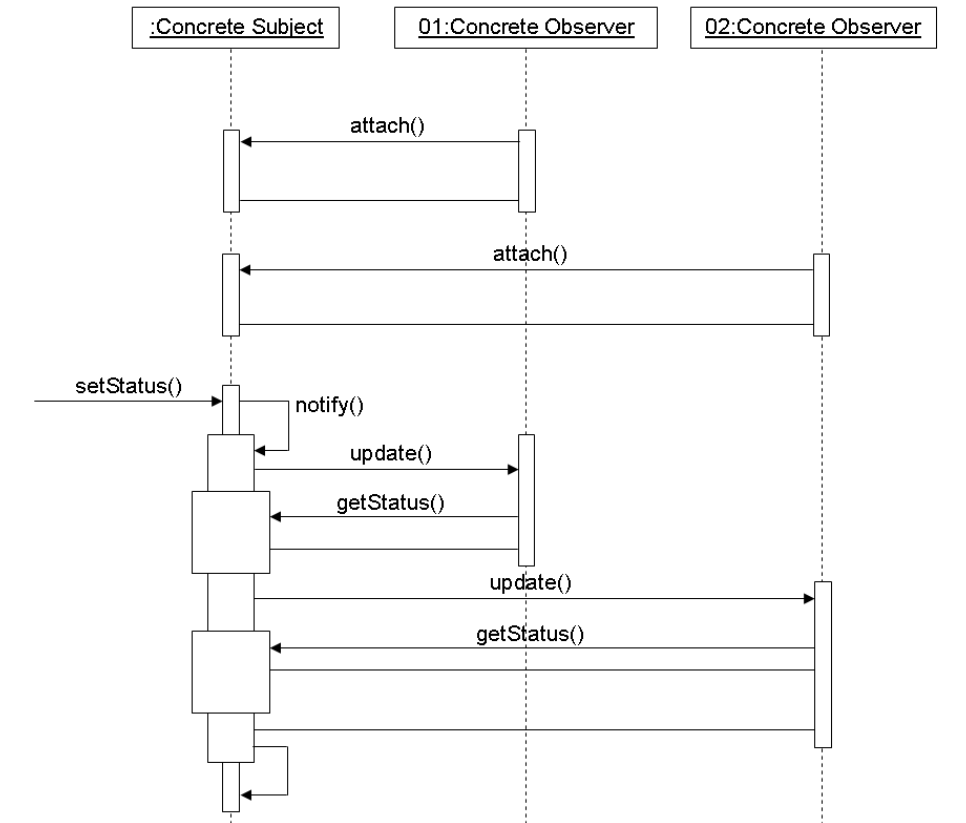 :Concrete Subject
01:Concrete Observer
02:Concrete Observer
attach()
attach()
setStatus()
notify()
update()
getStatus()
update()
getStatus()